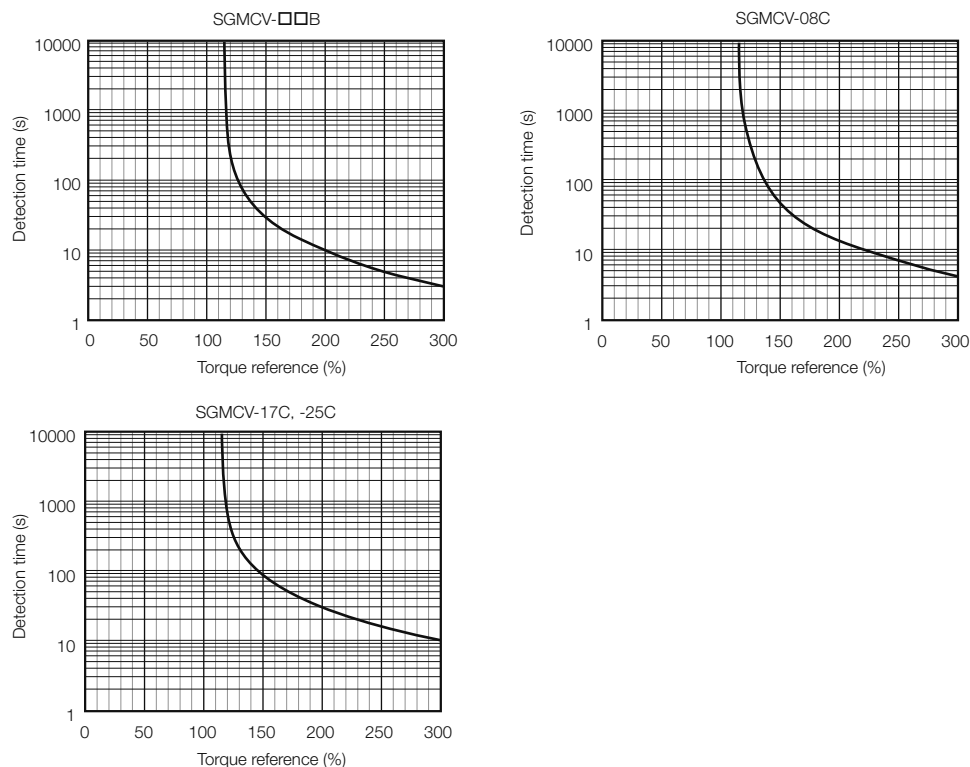 SGMCV-□□B
10000
1000
100
10
1
Detection time (s)
0 50 100 150 200 250 300
Torque reference (%)
SGMCV-08C
10000
1000
100
10
1
Detection time (s)
0 50 100 150 200 250 300
Torque reference (%)
SGMCV-17C, -25C
10000
1000
100
10
1
Detection time (s)
0 50 100 150 200 250 300
Torque reference (%)